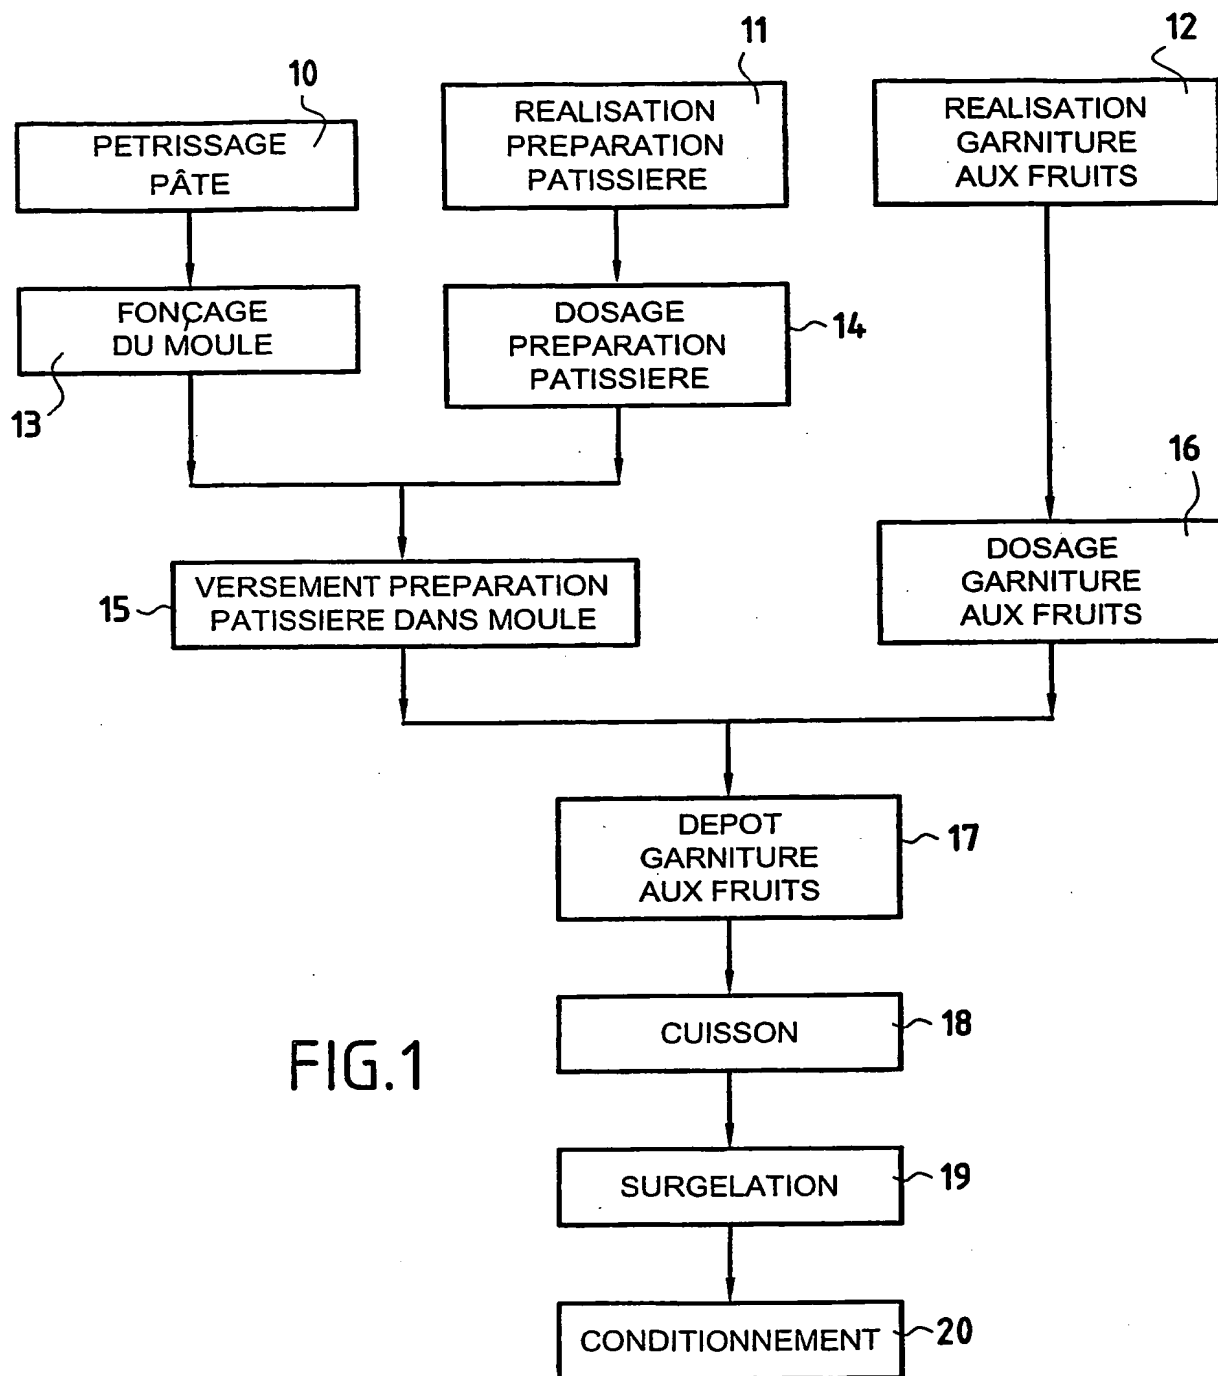 10
PETRISSAGE
PÂTE
11
REALISATION
PREPARATION
PATISSIERE
12
REALISATION
GARNITURE
AUX FRUITS
FONÇAGE
DU MOULE
13
DOSAGE
PREPARATION
PATISSIERE
14
15
VERSEMENT PREPARATION
PATISSIERE DANS MOULE
16
DOSAGE
GARNITURE
AUX FRUITS
DEPOT
GARNITURE
AUX FRUITS
17
CUISSON
18
FIG.1
SURGELATION
19
CONDITIONNEMENT
20